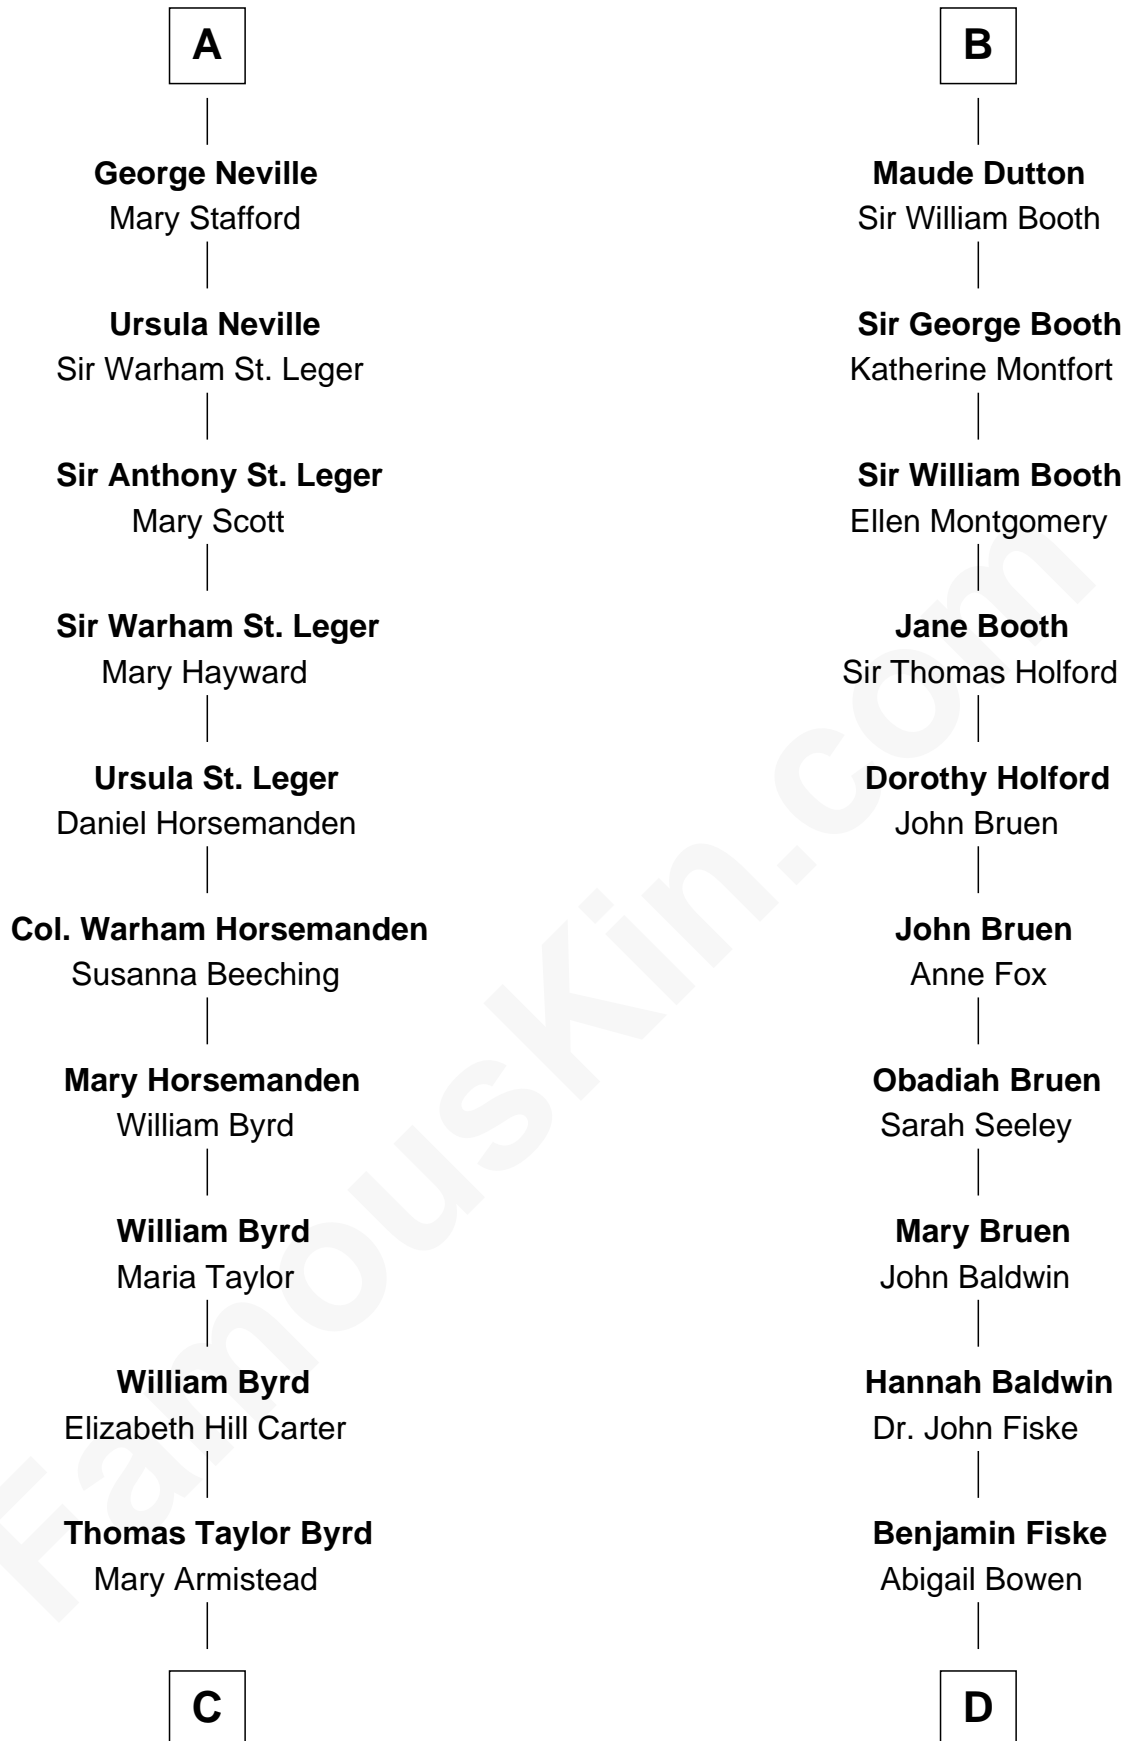 A
George Neville
Mary Stafford
Ursula Neville
Sir Warham St. Leger
Sir Anthony St. Leger
Mary Scott
Sir Warham St. Leger
Mary Hayward
Ursula St. Leger
Daniel Horsemanden
Col. Warham Horsemanden
Susanna Beeching
Mary Horsemanden
William Byrd
William Byrd
Maria Taylor
William Byrd
Elizabeth Hill Carter
Thomas Taylor Byrd
Mary Armistead
C
B
Maude Dutton
Sir William Booth
Sir George Booth
Katherine Montfort
Sir William Booth
Ellen Montgomery
Jane Booth
Sir Thomas Holford
Dorothy Holford
John Bruen
John Bruen
Anne Fox
Obadiah Bruen
Sarah Seeley
Mary Bruen
John Baldwin
Hannah Baldwin
Dr. John Fiske
Benjamin Fiske
Abigail Bowen
D
FamousKin.com